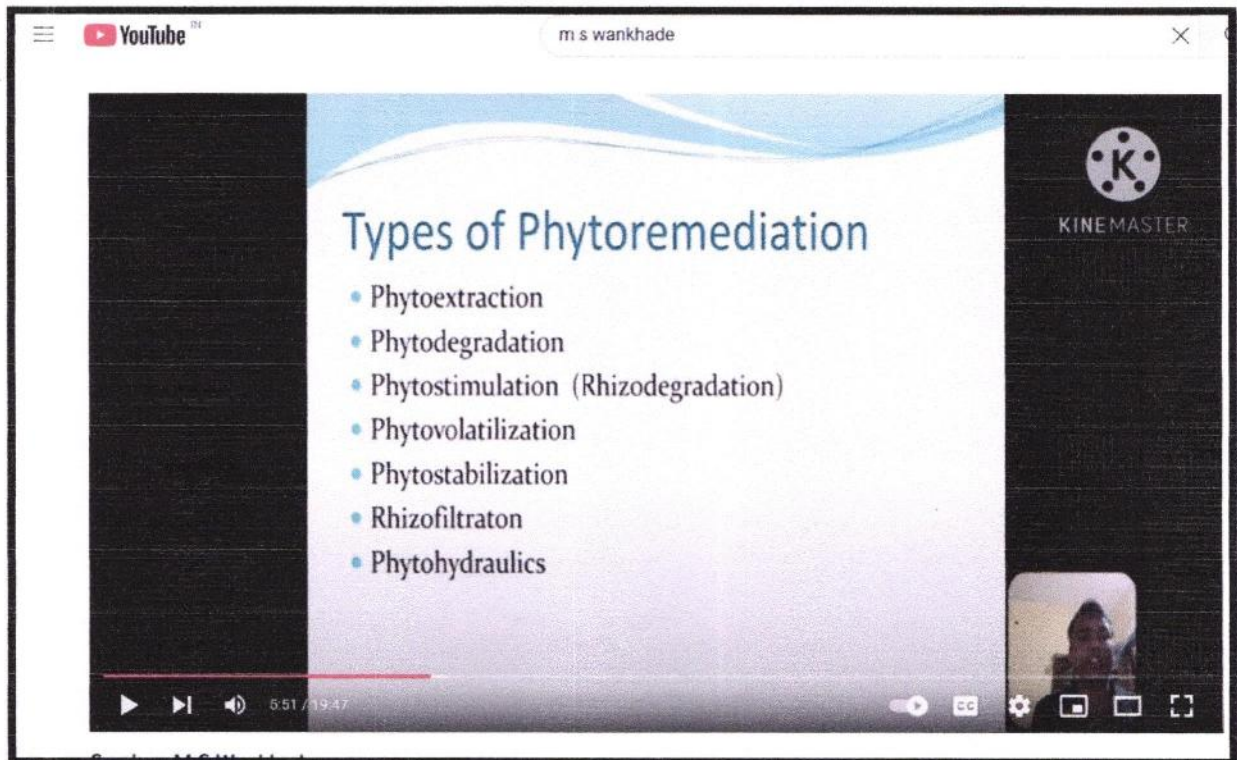 YouTube IN
m s wankhade
K
KINEMASTER
Types of Phytoremediation
• Phytoextraction
• Phytodegradation
• Phytostimulation (Rhizodegradation)
• Phytovolatilization
• Phytostabilization
• Rhizofiltraton
• Phytohydraulics
5:51 / 19:47
CC